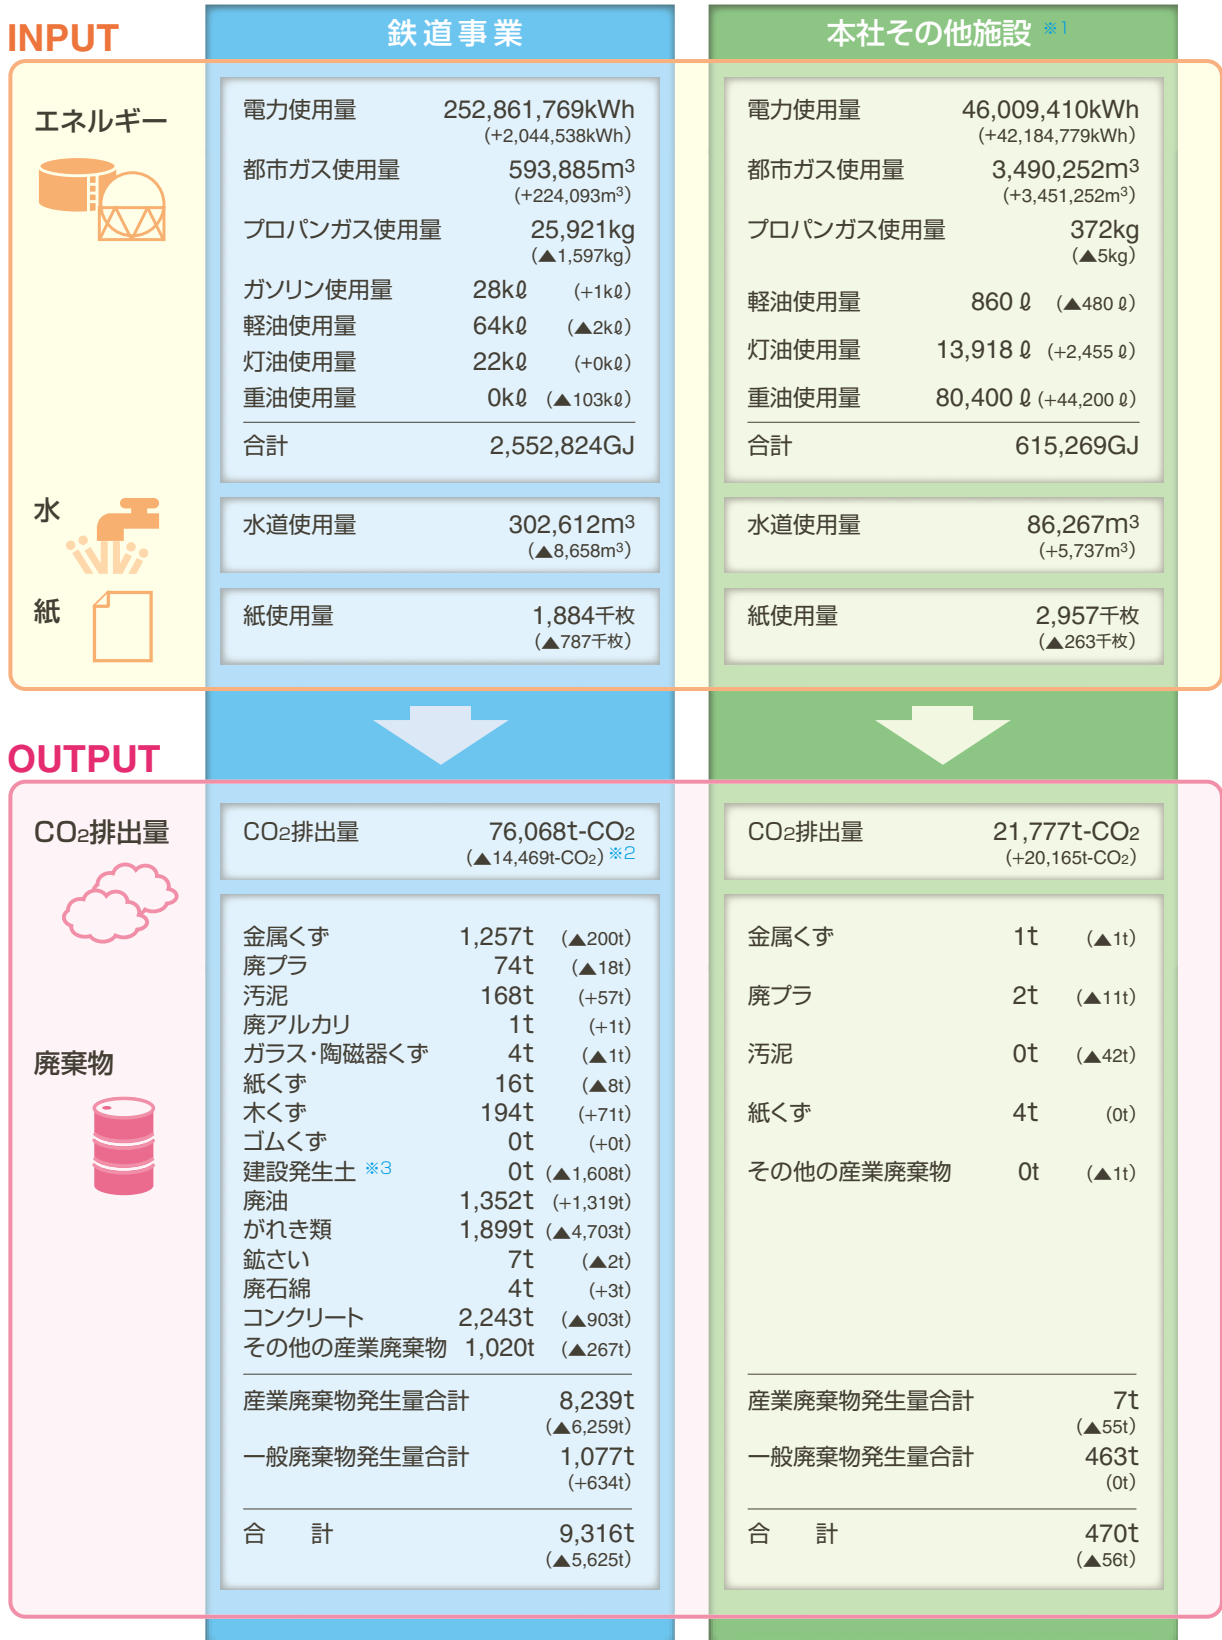 INPUT
鉄道事業
エネルギー
電力使用量 252,861,769kWh
(+2,044,538kWh)
都市ガス使用量 593,885m³
(+224,093m³)
プロパンガス使用量 25,921kg
(▲1,597kg)
ガソリン使用量 28kℓ (+1kℓ)
軽油使用量 64kℓ (▲2kℓ)
灯油使用量 22kℓ (+0kℓ)
重油使用量 0kℓ (▲103kℓ)
合計 2,552,824GJ
水
水道使用量 302,612m³
(▲8,658m³)
紙
紙使用量 1,884千枚
(▲787千枚)
本社その他施設 ※1
電力使用量 46,009,410kWh
(+42,184,779kWh)
都市ガス使用量 3,490,252m³
(+3,451,252m³)
プロパンガス使用量 372kg
(▲5kg)
軽油使用量 860ℓ (▲480ℓ)
灯油使用量 13,918ℓ (+2,455ℓ)
重油使用量 80,400ℓ (+44,200ℓ)
合計 615,269GJ
水道使用量 86,267m³
(+5,737m³)
紙使用量 2,957千枚
(▲263千枚)
OUTPUT
CO₂排出量
CO₂排出量 76,068t-CO₂
(▲14,469t-CO₂) ※2
廃棄物
金属くず 1,257t (▲200t)
廃プラ 74t (▲18t)
汚泥 168t (+57t)
廃アルカリ 1t (+1t)
ガラス・陶磁器くず 4t (▲1t)
紙くず 16t (▲8t)
木くず 194t (+71t)
ゴムくず 0t (+0t)
建設発生土 ※3 0t (▲1,608t)
廃油 1,352t (+1,319t)
がれき類 1,899t (▲4,703t)
鉱さい 7t (▲2t)
廃石綿 4t (+3t)
コンクリート 2,243t (▲903t)
その他の産業廃棄物 1,020t (▲267t)
産業廃棄物発生量合計 8,239t
(▲6,259t)
一般廃棄物発生量合計 1,077t
(+634t)
合 計 9,316t
(▲5,625t)
CO₂排出量 21,777t-CO₂
(+20,165t-CO₂)
金属くず 1t (▲1t)
廃プラ 2t (▲11t)
汚泥 0t (▲42t)
紙くず 4t (0t)
その他の産業廃棄物 0t (▲1t)
産業廃棄物発生量合計 7t
(▲55t)
一般廃棄物発生量合計 463t
(0t)
合 計 470t
(▲56t)